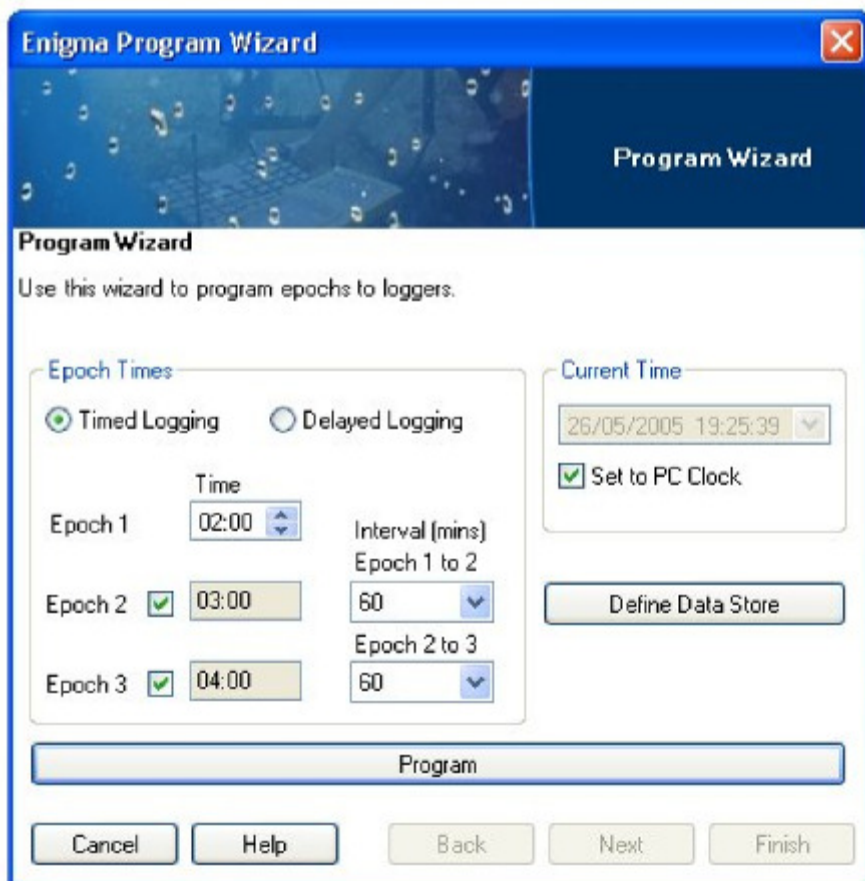 Enigma Program Wizard
Program Wizard
Program Wizard
Use this wizard to program epochs to loggers.
Epoch Times
Timed Logging
Delayed Logging
Time
Epoch 1
02:00
Interval (mins)
Epoch 1 to 2
Epoch 2
03:00
60
Epoch 2 to 3
Epoch 3
04:00
60
Current Time
26/05/2005 19:25:39
Set to PC Clock
Define Data Store
Program
Cancel
Help
Back
Next
Finish